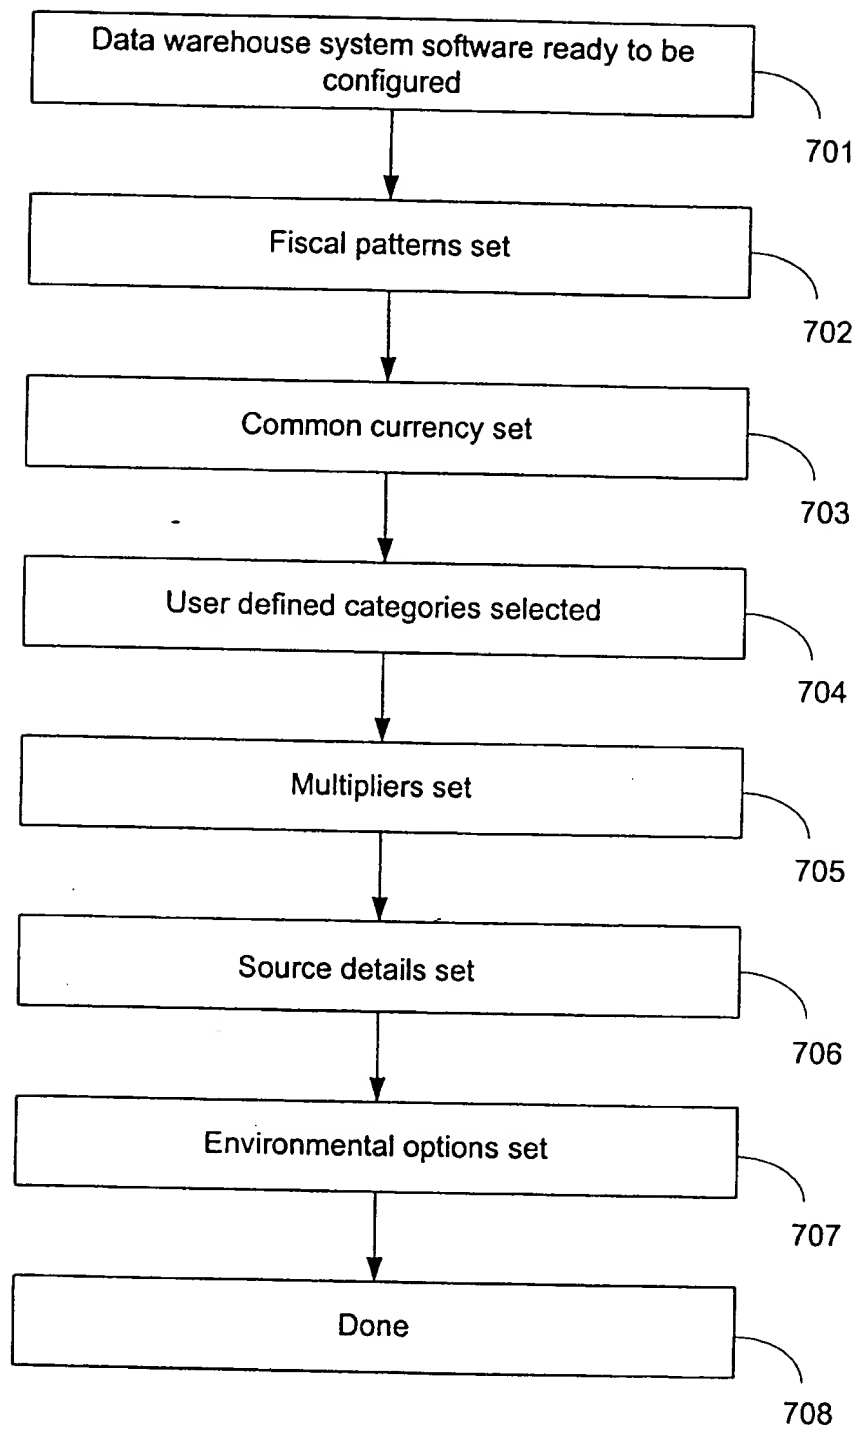 Data warehouse system software ready to be
configured
701
Fiscal patterns set
702
Common currency set
703
User defined categories selected
704
Multipliers set
705
Source details set
706
Environmental options set
707
Done
708